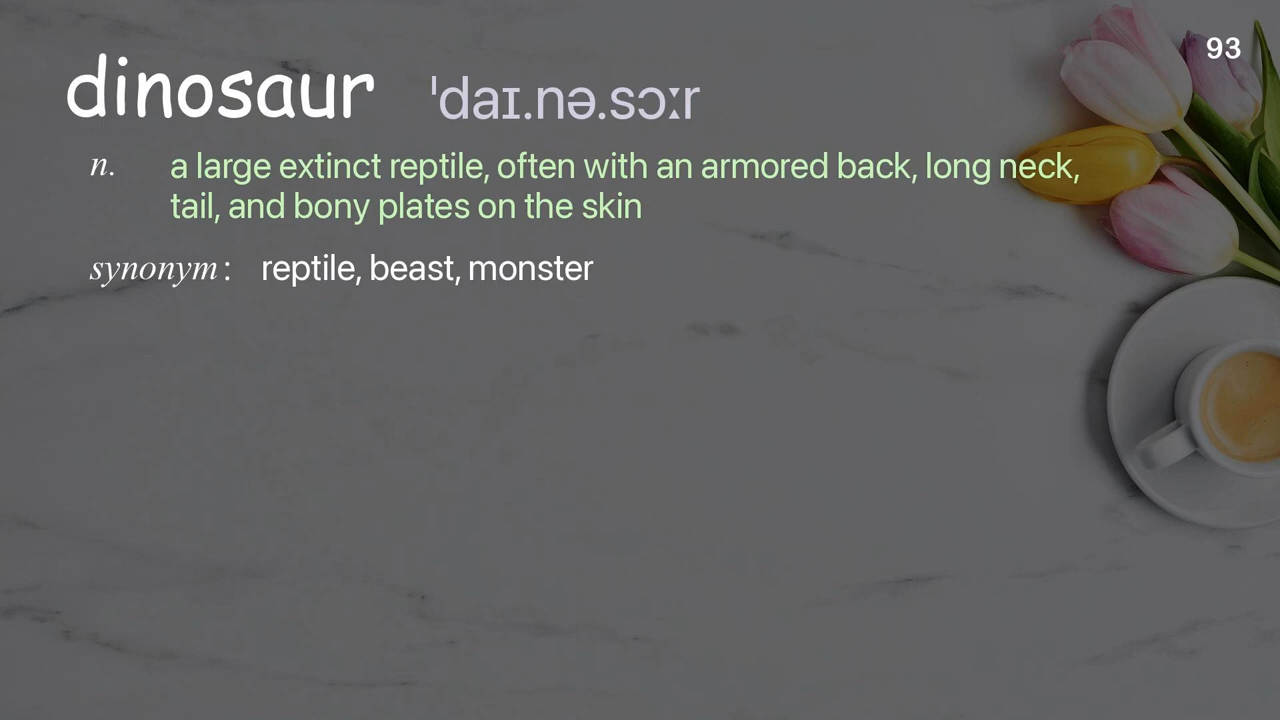 93
dinosaur ˈdaɪ.nə.sɔːr
n. a large extinct reptile, often with an armored back, long neck,
tail, and bony plates on the skin
synonym: reptile, beast, monster